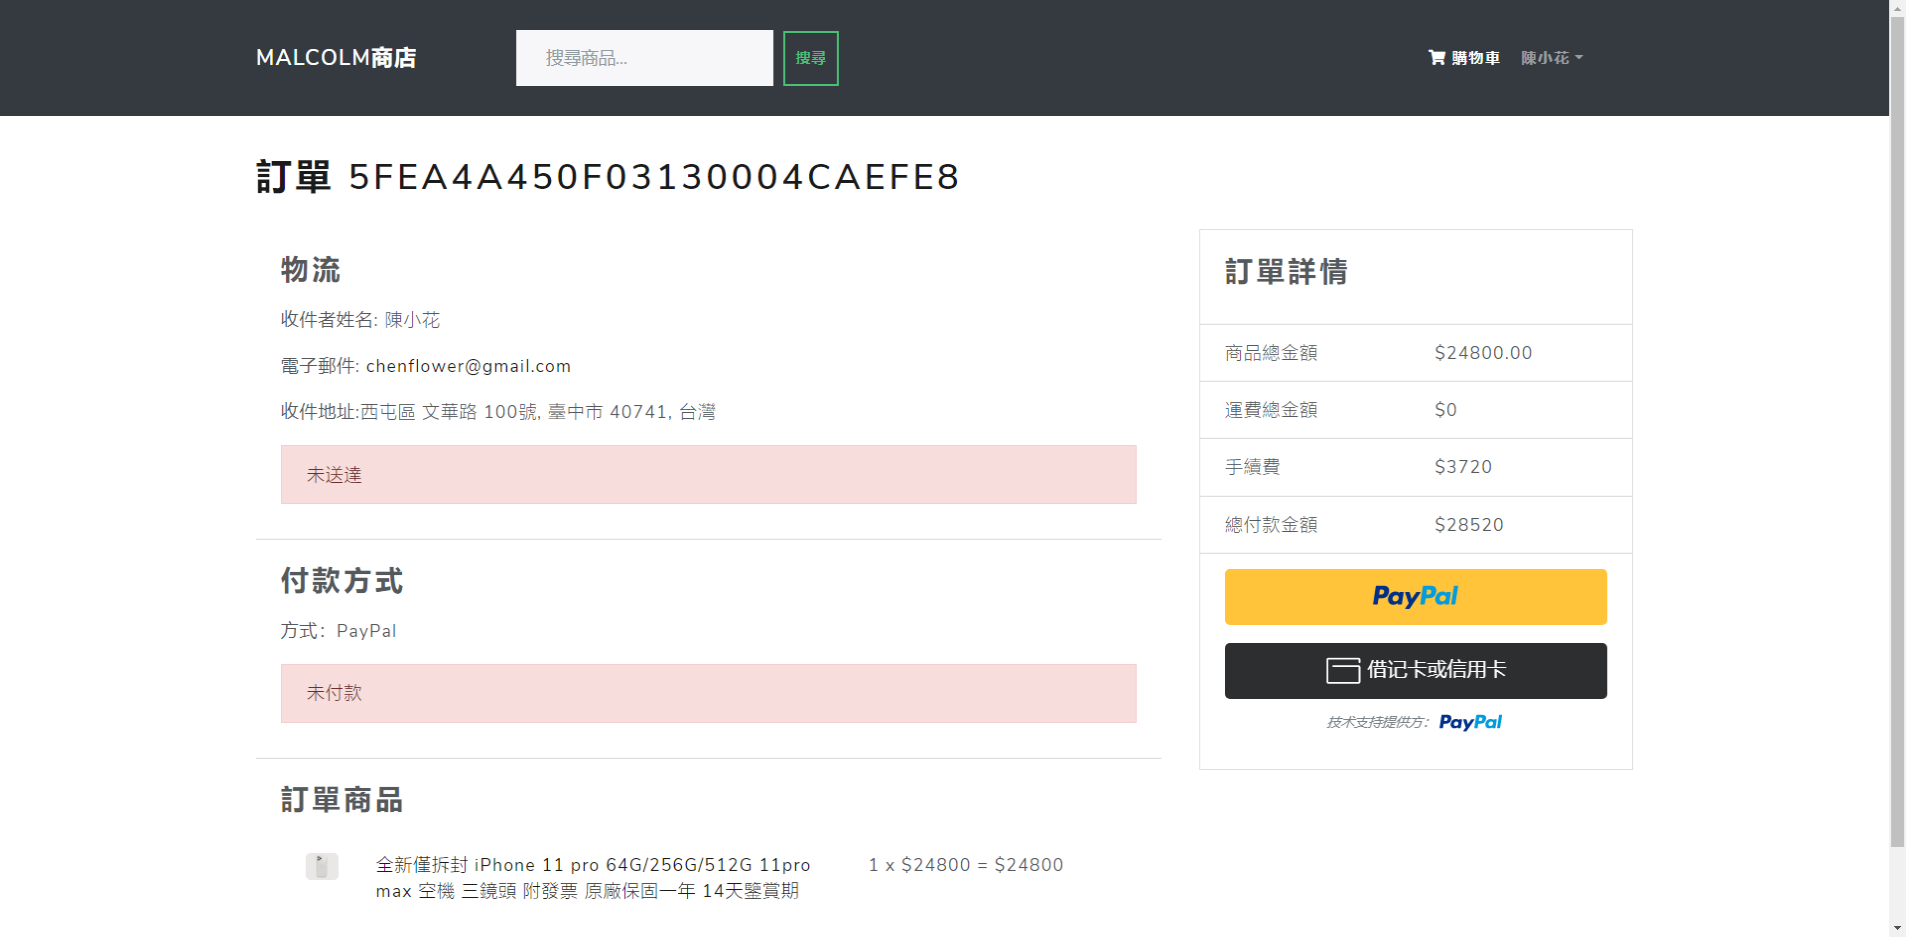 MALCOLM商店
搜尋商品...
搜尋
購物車
陳小花
訂單 5FEA4A450F03130004CAEFE8
物流
收件者姓名: 陳小花
電子郵件: chenflower@gmail.com
收件地址:西屯區 文華路 100號, 臺中市 40741, 台灣
未送達
付款方式
方式：PayPal
未付款
訂單商品
全新僅拆封 iPhone 11 pro 64G/256G/512G 11pro
max 空機 三鏡頭 附發票 原廠保固一年 14天鑒賞期
1 x $24800 = $24800
訂單詳情
商品總金額 $24800.00
運費總金額 $0
手續費 $3720
總付款金額 $28520
PayPal
借记卡或信用卡
技术支持提供方： PayPal